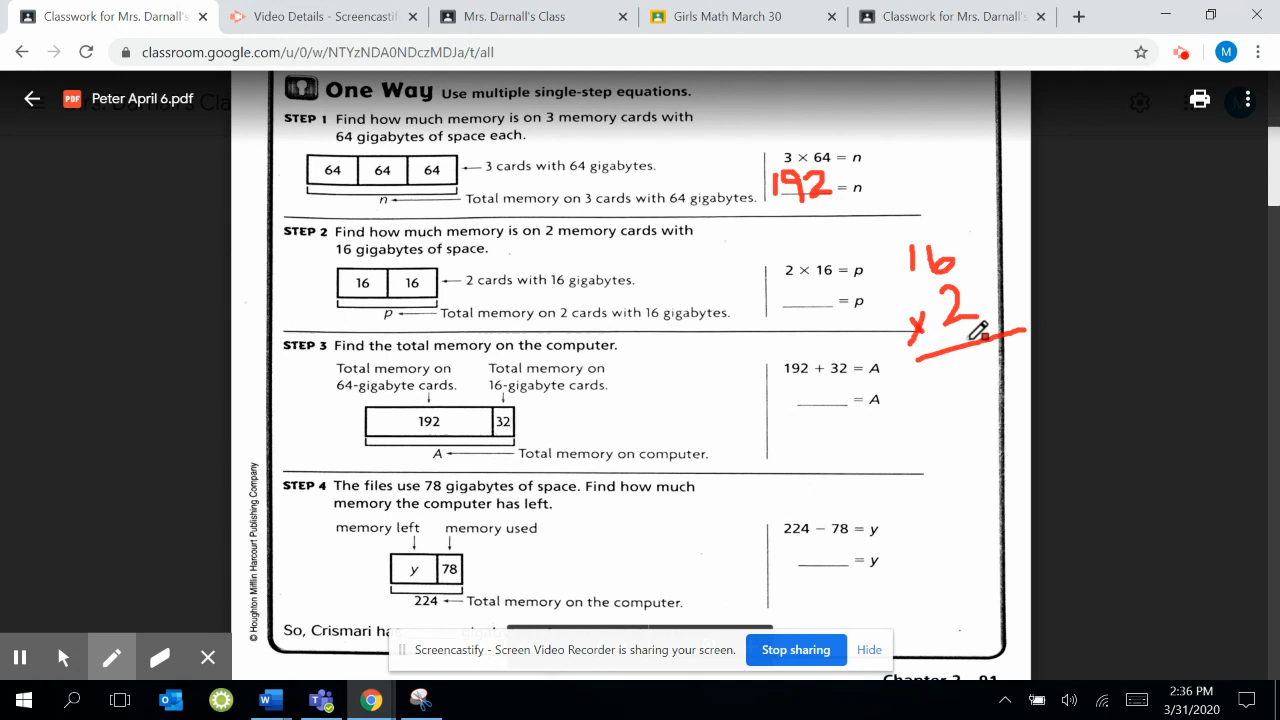 Classwork for Mrs. Darnall's
Video Details - Screencastify
Mrs. Darnall's Class
Girls Math March 30
Classwork for Mrs. Darnall's
classroom.google.com/u/0/w/NTYzNDA0NDczMDJa/t/all
M
PDF Peter April 6.pdf
One Way Use multiple single-step equations.
STEP 1 Find how much memory is on 3 memory cards with
64 gigabytes of space each.
64 64 64
3 cards with 64 gigabytes.
n
Total memory on 3 cards with 64 gigabytes.
3 × 64 = n
192 = n
STEP 2 Find how much memory is on 2 memory cards with
16 gigabytes of space.
16 16
2 cards with 16 gigabytes.
p
Total memory on 2 cards with 16 gigabytes.
2 × 16 = p
____ = p
16
x 2
STEP 3 Find the total memory on the computer.
Total memory on
64-gigabyte cards.
Total memory on
16-gigabyte cards.
192 32
A
Total memory on computer.
192 + 32 = A
____ = A
STEP 4 The files use 78 gigabytes of space. Find how much
memory the computer has left.
memory left memory used
y 78
224
Total memory on the computer.
224 − 78 = y
____ = y
So, Crismari has
© Houghton Mifflin Harcourt Publishing Company
Screencastify - Screen Video Recorder is sharing your screen.
Stop sharing
Hide
2:36 PM
3/31/2020